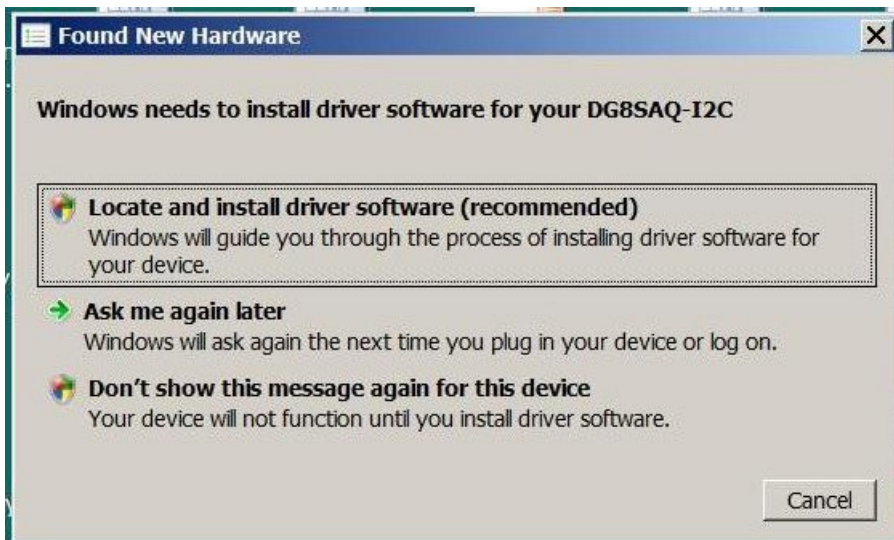 Found New Hardware
Windows needs to install driver software for your DG8SAQ-I2C
Locate and install driver software (recommended)
Windows will guide you through the process of installing driver software for
your device.
Ask me again later
Windows will ask again the next time you plug in your device or log on.
Don't show this message again for this device
Your device will not function until you install driver software.
Cancel